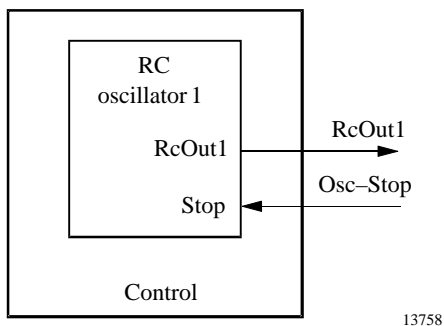 RC
oscillator 1
RcOut1
RcOut1
Osc–Stop
Stop
Control
13758